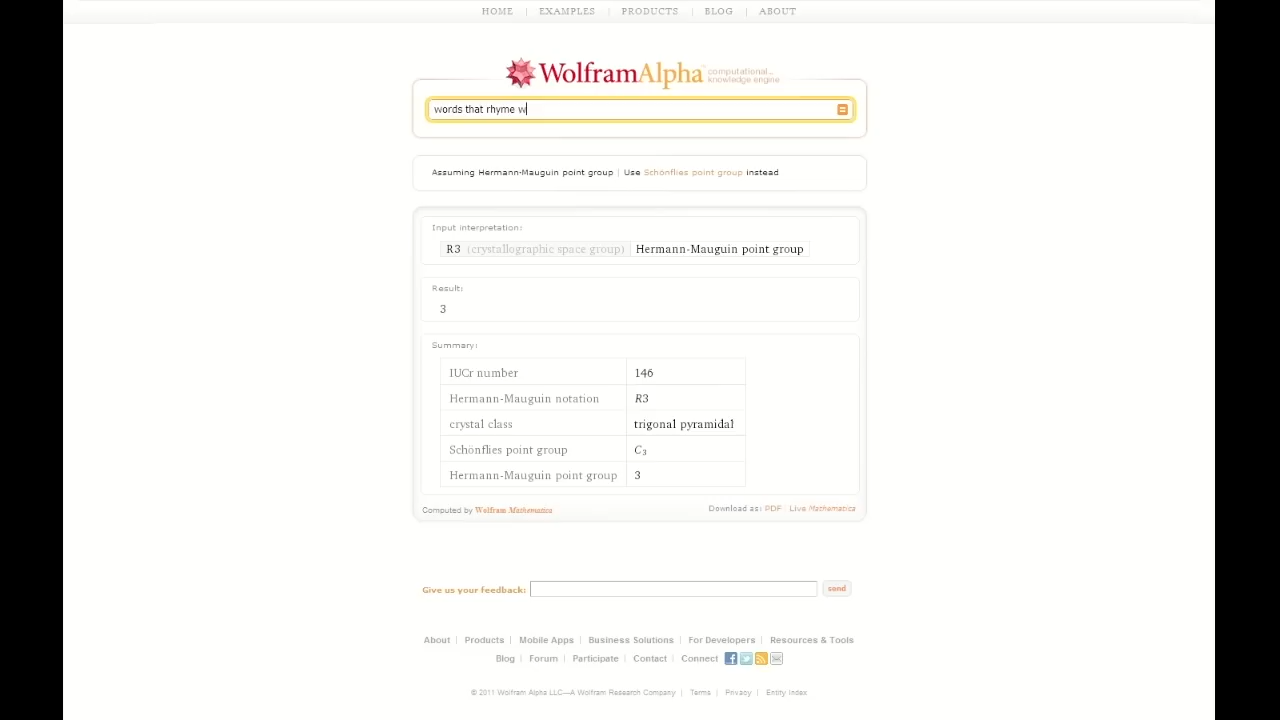 HOME | EXAMPLES | PRODUCTS | BLOG | ABOUT
WolframAlpha computational... knowledge engine
words that rhyme w
Assuming Hermann-Mauguin point group | Use Schönflies point group instead
Input interpretation:
R3 (crystallographic space group) Hermann-Mauguin point group
Result:
3
Summary:
IUCr number 146
Hermann-Mauguin notation R3
crystal class trigonal pyramidal
Schönflies point group C3
Hermann-Mauguin point group 3
Computed by Wolfram Mathematica Download as: PDF Live Mathematica
Give us your feedback: send
About | Products | Mobile Apps | Business Solutions | For Developers | Resources & Tools
Blog | Forum | Participate | Contact | Connect
© 2011 Wolfram Alpha LLC—A Wolfram Research Company | Terms | Privacy | Entity Index